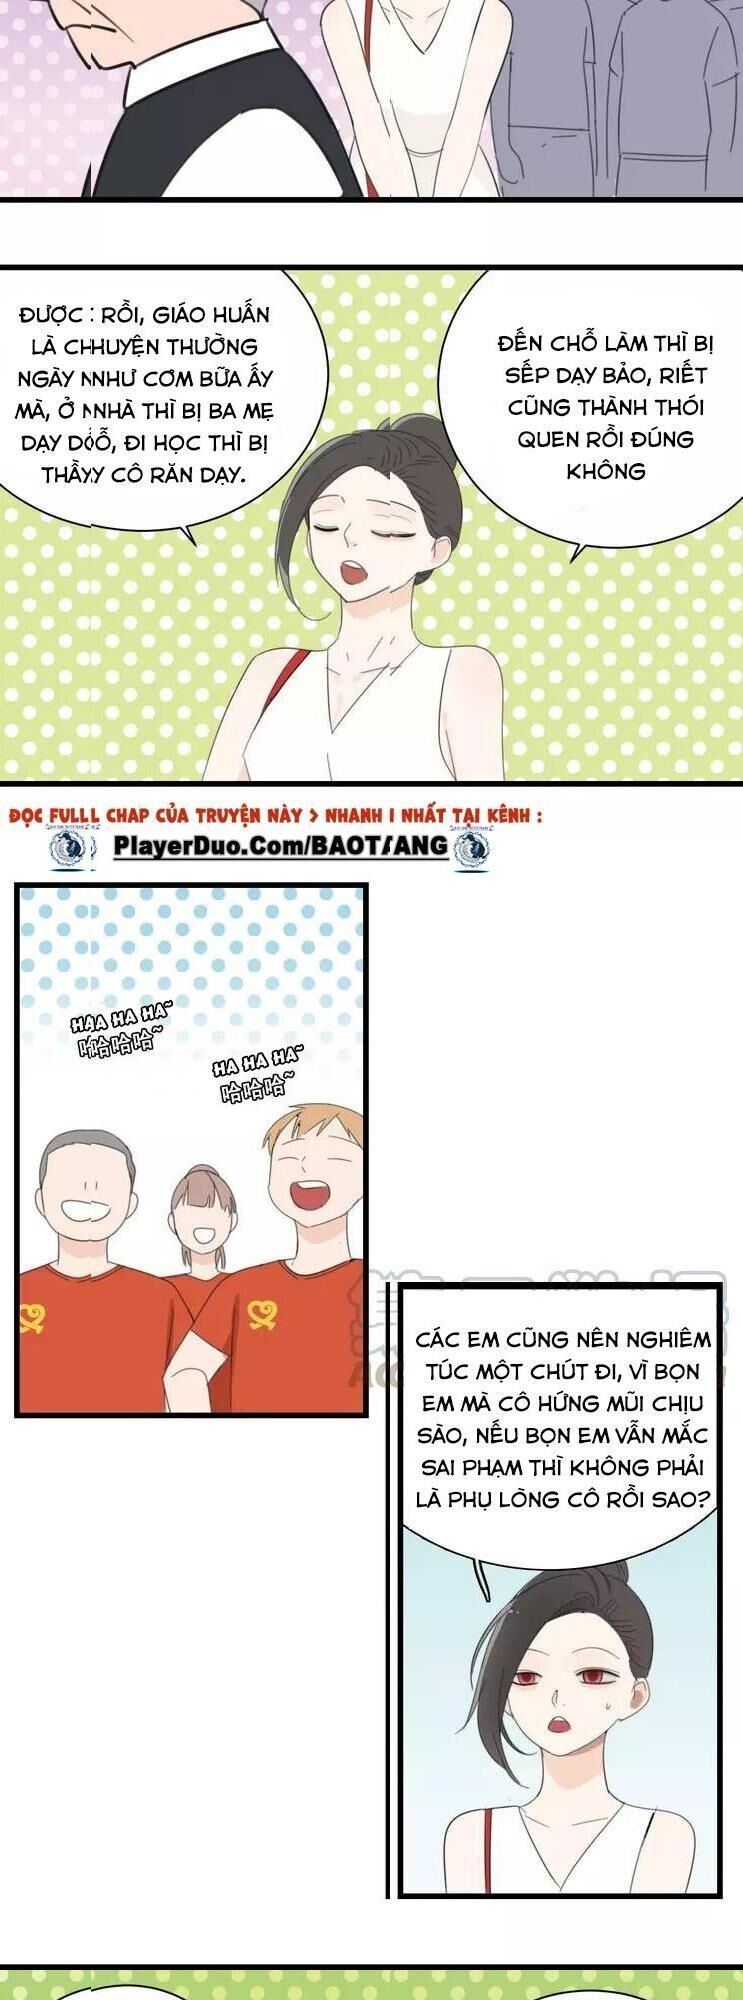 ĐƯỢC : RỒI, GIÁO HUẤN
LÀ CHHUYỆN THƯỜNG
NGÀY NNHƯ CƠM BỮA ẤY
MÀ, Ở NNHÀ THÌ BỊ BA MẸ
DẠY DỖỖ, ĐI HỌC THÌ BỊ
THẦYY CÔ RĂN DẠY.
ĐẾN CHỖ LÀM THÌ BỊ
SẾP DẠY BẢO, RIẾT
CŨNG THÀNH THÓI
QUEN RỒI ĐÚNG
KHÔNG
ĐỌC FULLL CHAP CỦA TRUYỆN NÀY > NHANH I NHẤT TẠI KÊNH :
PlayerDuo.Com/BAOTANG
HAA HA HA~
哈哈哈~
HA HA HA~
哈哈哈~
CÁC EM CŨNG NÊN NGHIÊM
TÚC MỘT CHÚT ĐI, VÌ BỌN
EM MÀ CÔ HỨNG MŨI CHỊU
SÀO, NẾU BỌN EM VẪN MẮC
SAI PHẠM THÌ KHÔNG PHẢI
LÀ PHỤ LÒNG CÔ RỒI SAO?